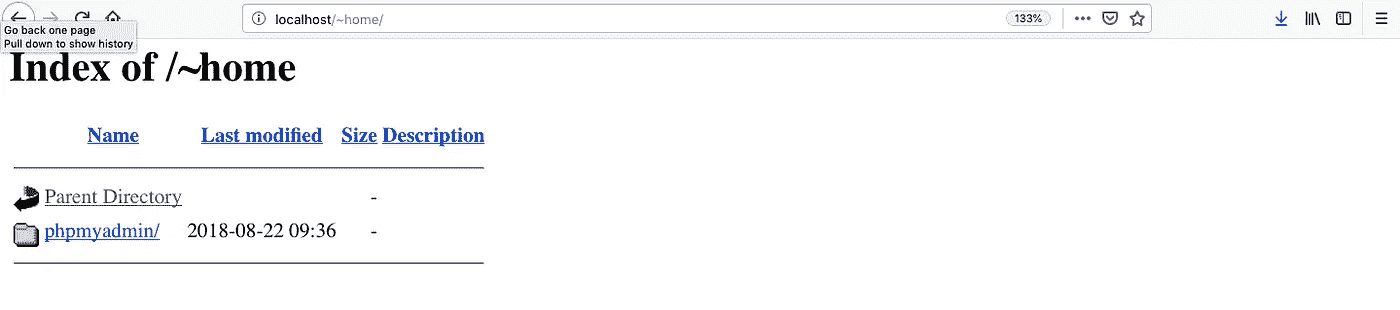 localhost/~home/
133%
Go back one page
Pull down to show history
Index of /~home
Name Last modified Size Description
Parent Directory -
phpmyadmin/ 2018-08-22 09:36 -